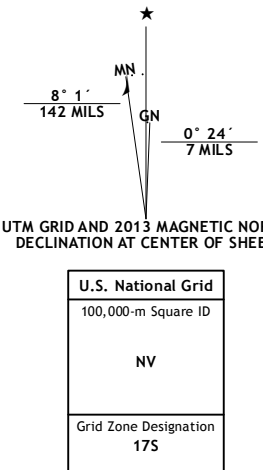 ★
MN
8° 1´
142 MILS
GN
0° 24´
7 MILS
UTM GRID AND 2013 MAGNETIC NO
DECLINATION AT CENTER OF SHEE
U.S. National Grid
100,000-m Square ID
NV
Grid Zone Designation
17S